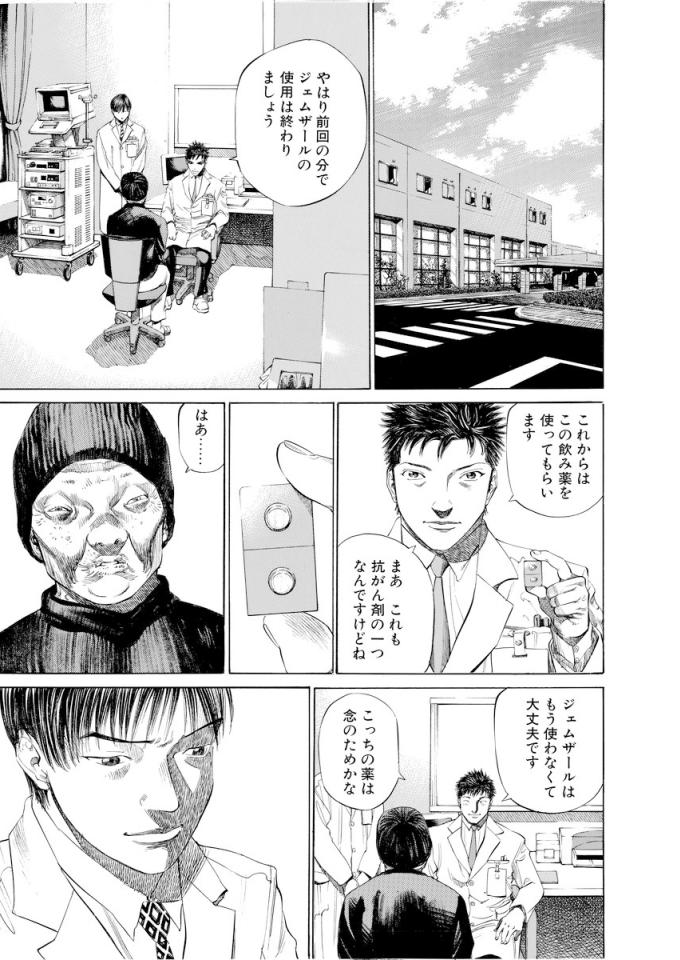 やはり前回の分で
ジェムザールの
使用は終わり
ましょう
これからは
この飲み薬を
使ってもらい
ます
まあ　これも
抗がん剤の一つ
なんですけどね
はあ……
ジェムザールは
もう使わなくて
大丈夫です
こっちの薬は
念のためかな